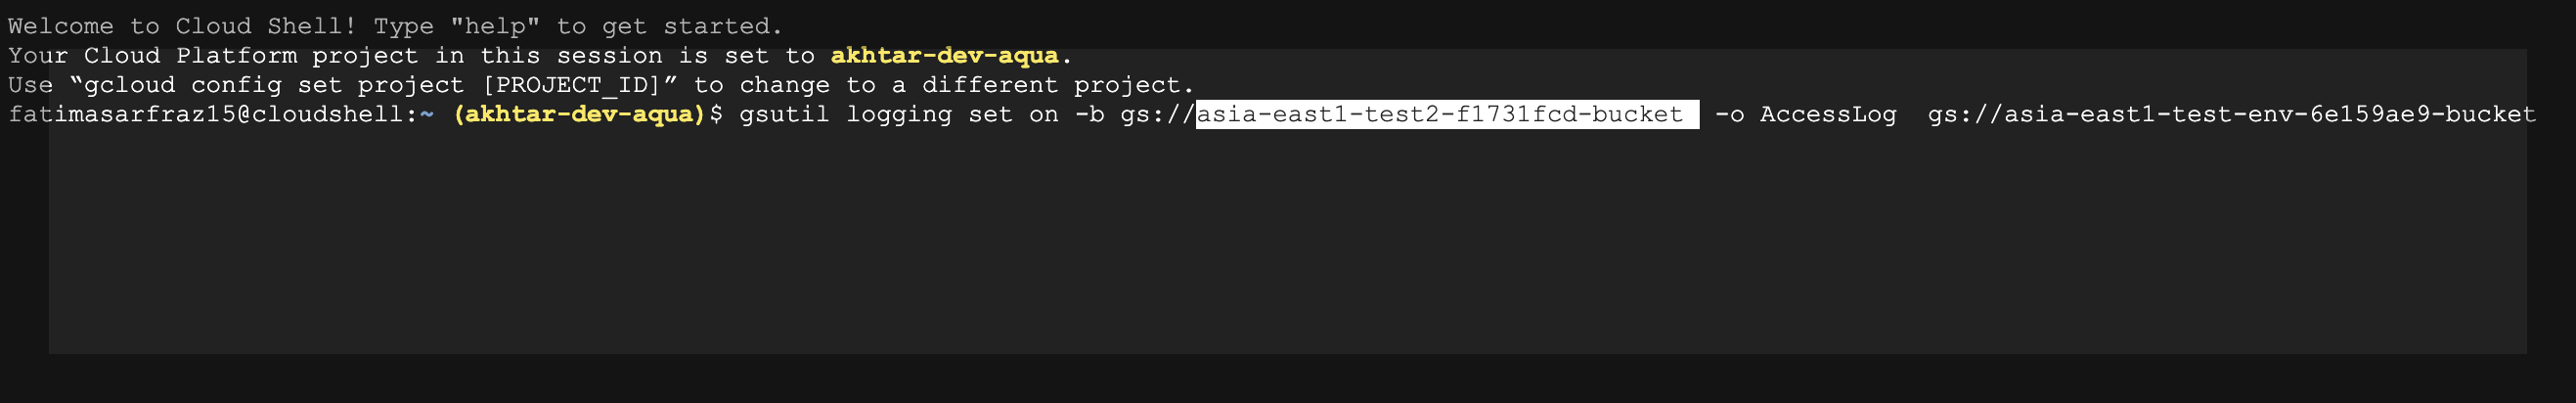 Welcome to Cloud Shell! Type "help" to get started.
Your Cloud Platform project in this session is set to akhtar-dev-aqua.
Use “gcloud config set project [PROJECT_ID]” to change to a different project.
fatimasarfraz15@cloudshell:~ (akhtar-dev-aqua)$ gsutil logging set on -b gs://asia-east1-test2-f1731fcd-bucket -o AccessLog gs://asia-east1-test-env-6e159ae9-bucket